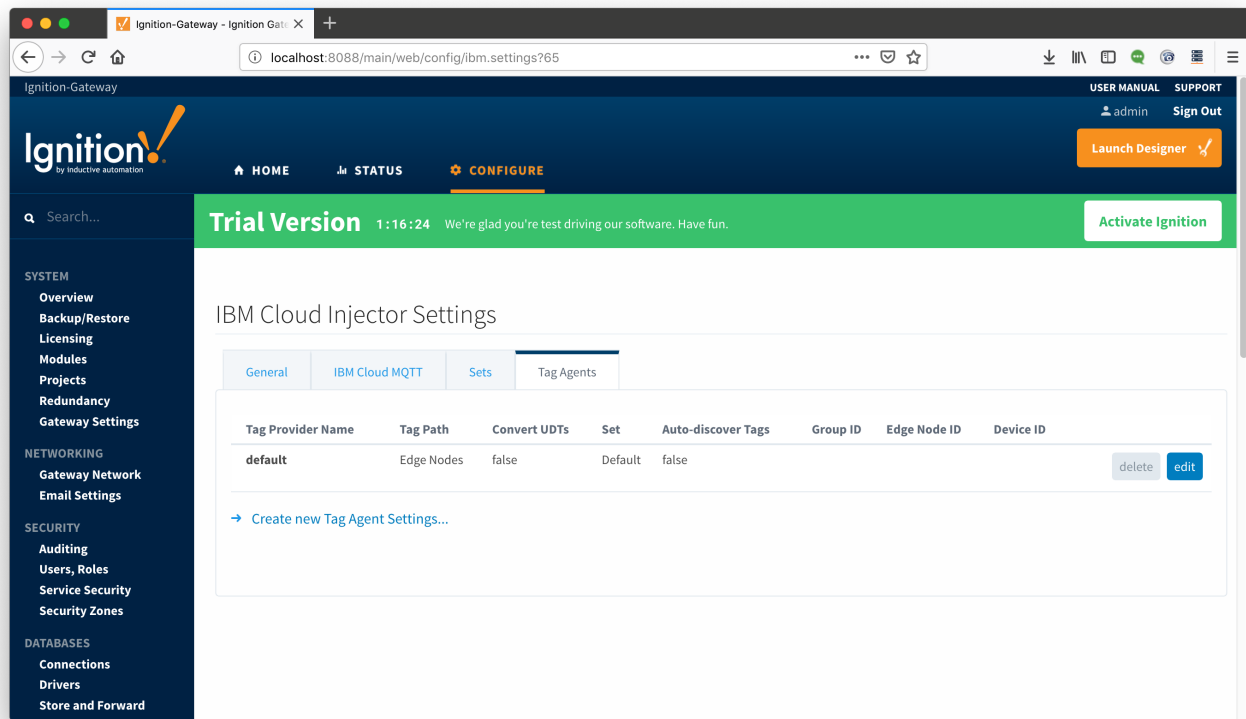 Ignition-Gateway - Ignition Gate
localhost:8088/main/web/config/ibm.settings?65
Ignition-Gateway
USER MANUAL SUPPORT
admin Sign Out
Ignition!
by inductive automation
Launch Designer
HOME STATUS CONFIGURE
Search...
Trial Version 1:16:24 We're glad you're test driving our software. Have fun.
Activate Ignition
SYSTEM
Overview
Backup/Restore
Licensing
Modules
Projects
Redundancy
Gateway Settings
NETWORKING
Gateway Network
Email Settings
SECURITY
Auditing
Users, Roles
Service Security
Security Zones
DATABASES
Connections
Drivers
Store and Forward
IBM Cloud Injector Settings
General IBM Cloud MQTT Sets Tag Agents
Tag Provider Name Tag Path Convert UDTs Set Auto-discover Tags Group ID Edge Node ID Device ID
default Edge Nodes false Default false
delete edit
Create new Tag Agent Settings...